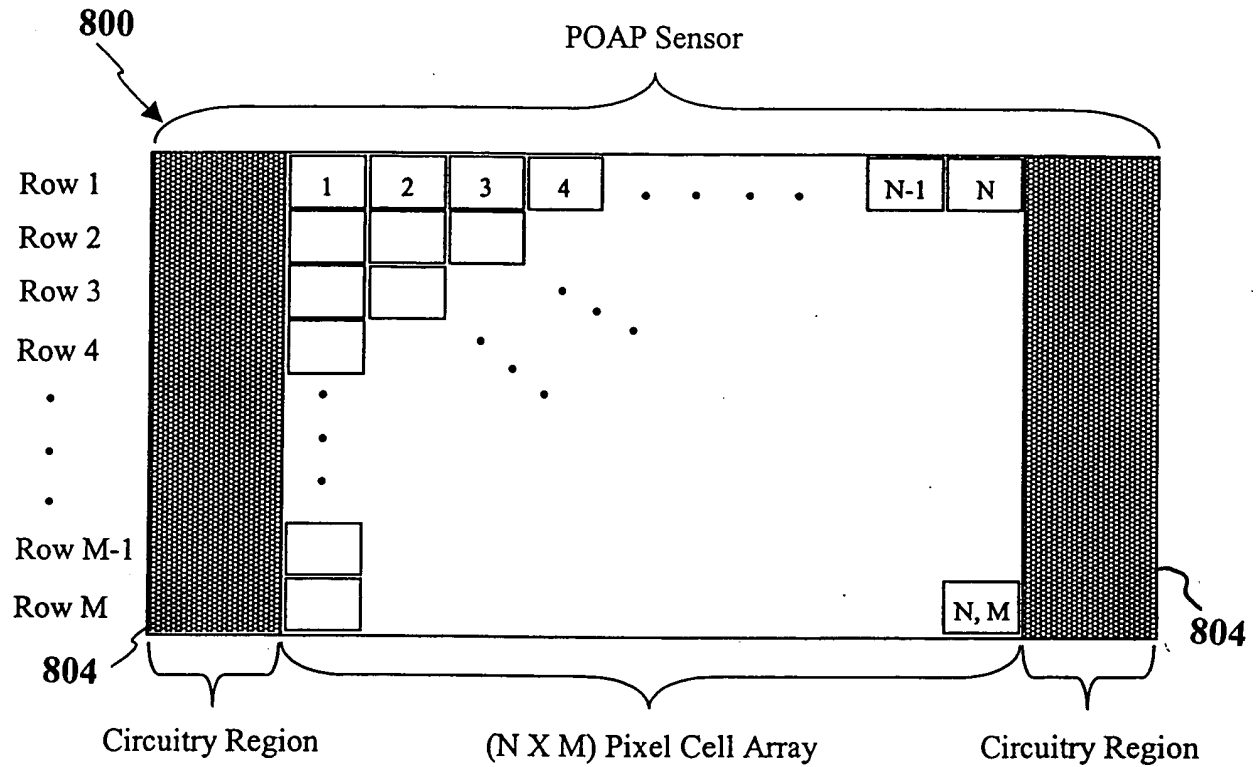 800
POAP Sensor
Row 1
1
2
3
4
N-1
N
Row 2
Row 3
Row 4
Row M-1
Row M
N, M
804
804
Circuitry Region
(N X M) Pixel Cell Array
Circuitry Region